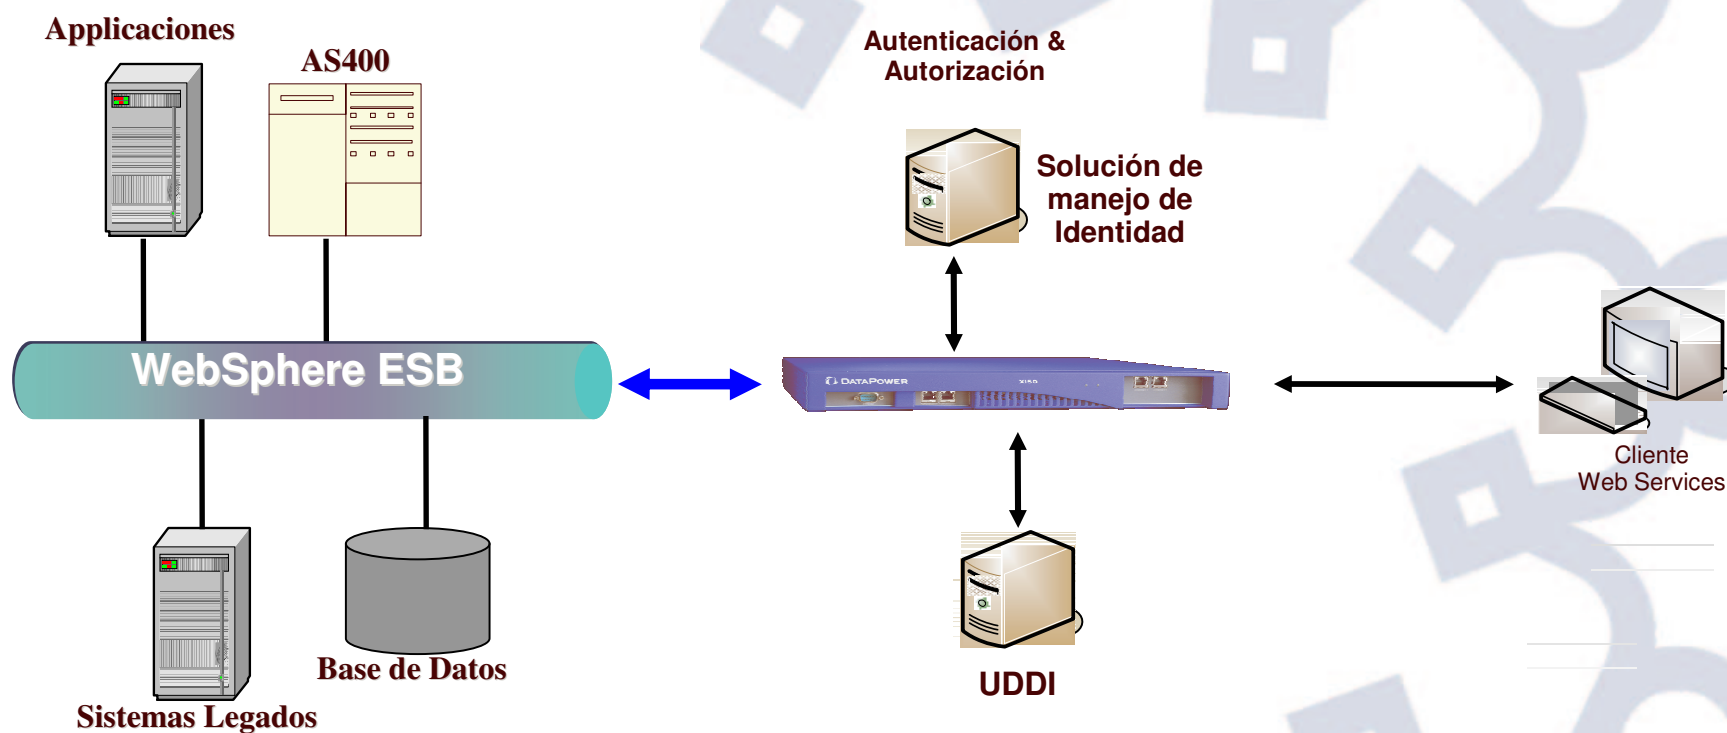 Applicaciones
AS400
Autenticación &
Autorización
Solución de
manejo de
Identidad
WebSphere ESB
DATAPOWER
XI50
Cliente
Web Services
UDDI
Base de Datos
Sistemas Legados